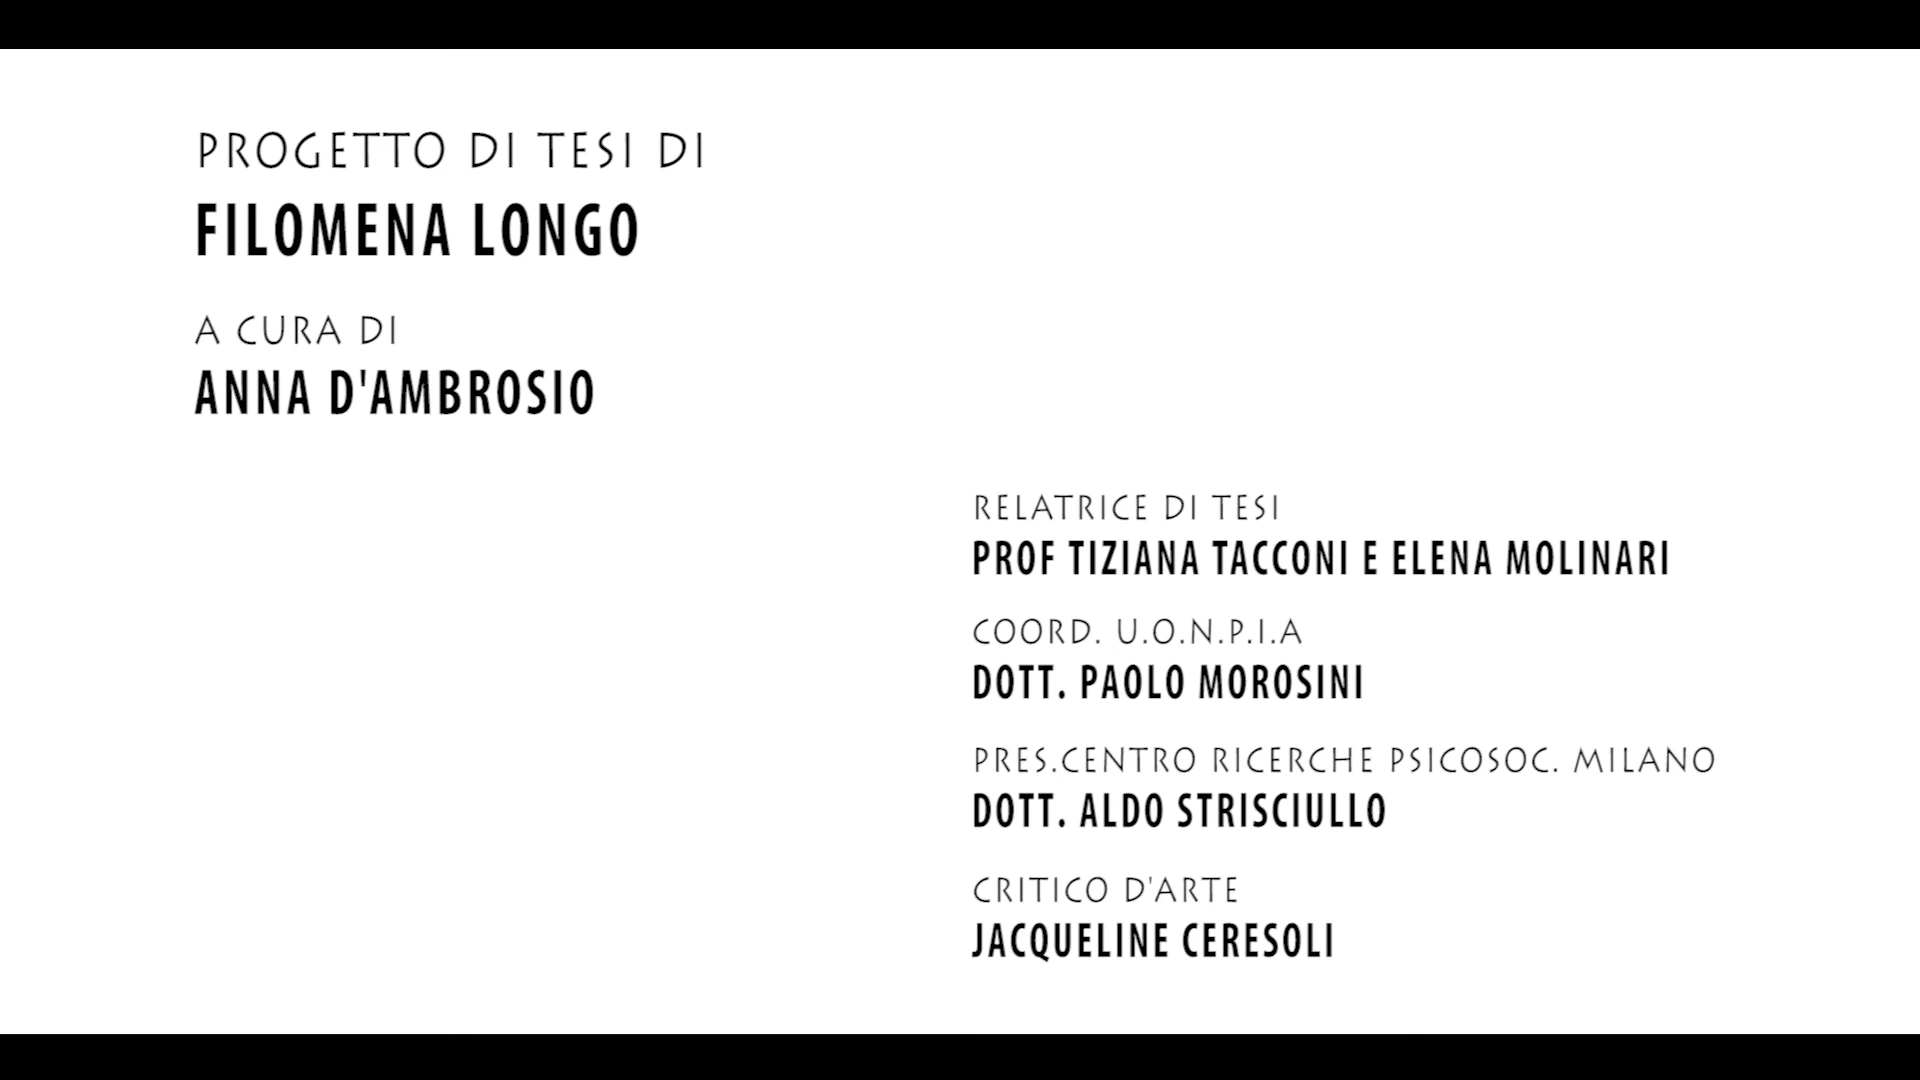 PROGETTO DI TESI DI
FILOMENA LONGO
A CURA DI
ANNA D'AMBROSIO
RELATRICE DI TESI
PROF TIZIANA TACCONI E ELENA MOLINARI
COORD. U.O.N.P.I.A
DOTT. PAOLO MOROSINI
PRES.CENTRO RICERCHE PSICOSOC. MILANO
DOTT. ALDO STRISCIULLO
CRITICO D'ARTE
JACQUELINE CERESOLI